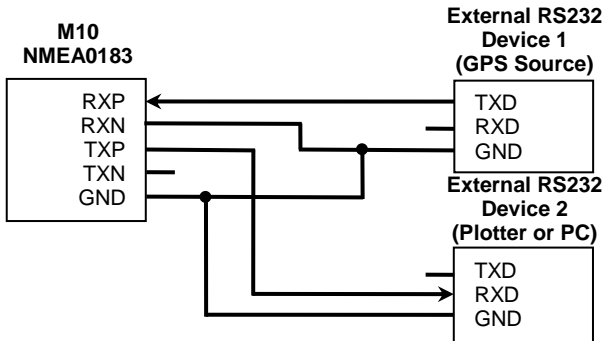 M10
NMEA0183
RXP
RXN
TXP
TXN
GND
External RS232
Device 1
(GPS Source)
TXD
RXD
GND
External RS232
Device 2
(Plotter or PC)
TXD
RXD
GND